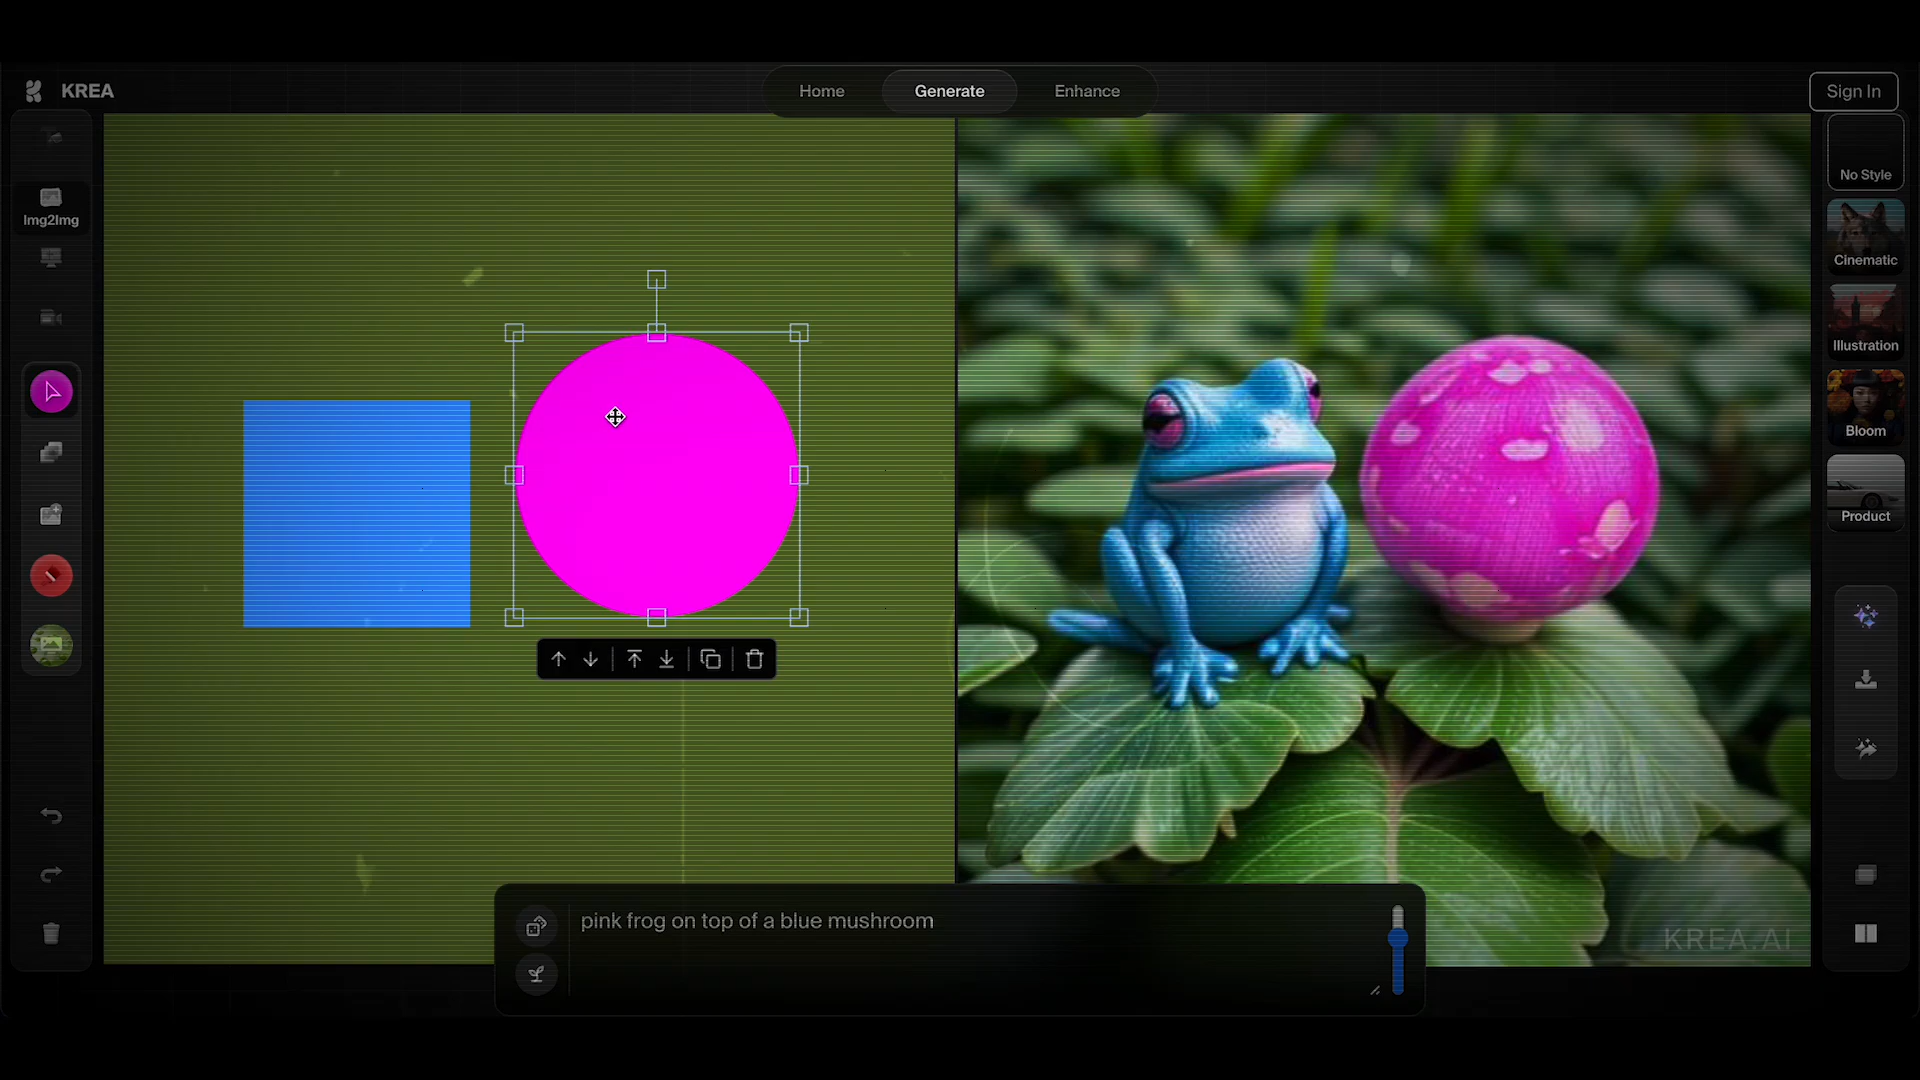 KREA
Home
Generate
Enhance
Sign In
Img2Img
No Style
Cinematic
Illustration
Bloom
Product
pink frog on top of a blue mushroom
KREA.AI